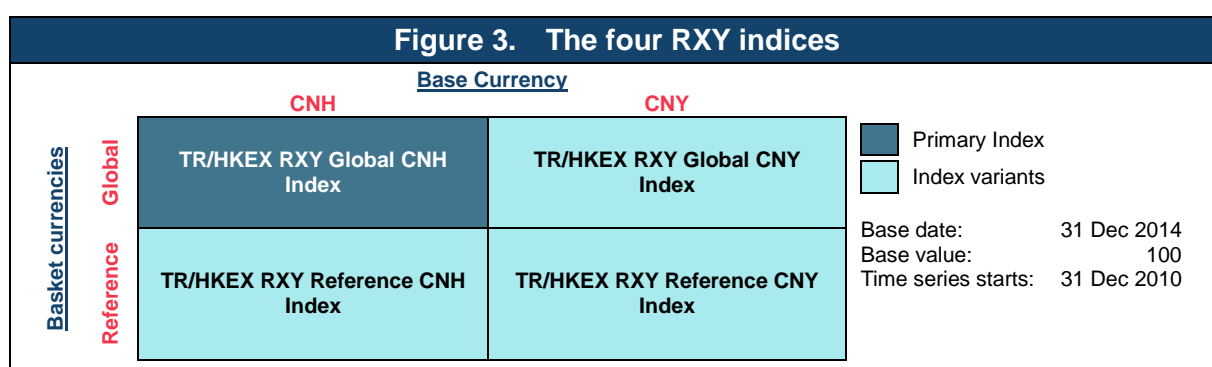 Figure 3. The four RXY indices
Base Currency
CNH CNY
Basket currencies
Global
TR/HKEX RXY Global CNH
Index
TR/HKEX RXY Global CNY
Index
Reference
TR/HKEX RXY Reference CNH
Index
TR/HKEX RXY Reference CNY
Index
Primary Index
Index variants
Base date: 31 Dec 2014
Base value: 100
Time series starts: 31 Dec 2010